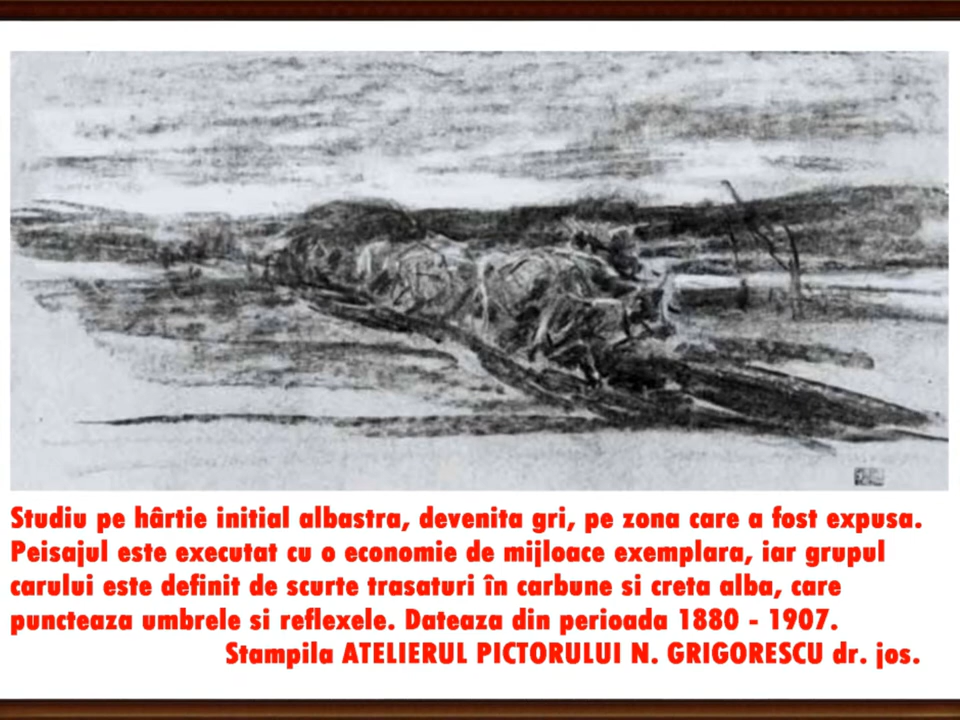 Studiu pe hârtie initial albastra, devenita gri, pe zona care a fost expusa.
Peisajul este executat cu o economie de mijloace exemplara, iar grupul
carului este definit de scurte trasaturi în carbune si creta alba, care
puncteaza umbrele si reflexele. Dateaza din perioada 1880 - 1907.
Stampila ATELIERUL PICTORULUI N. GRIGORESCU dr. jos.